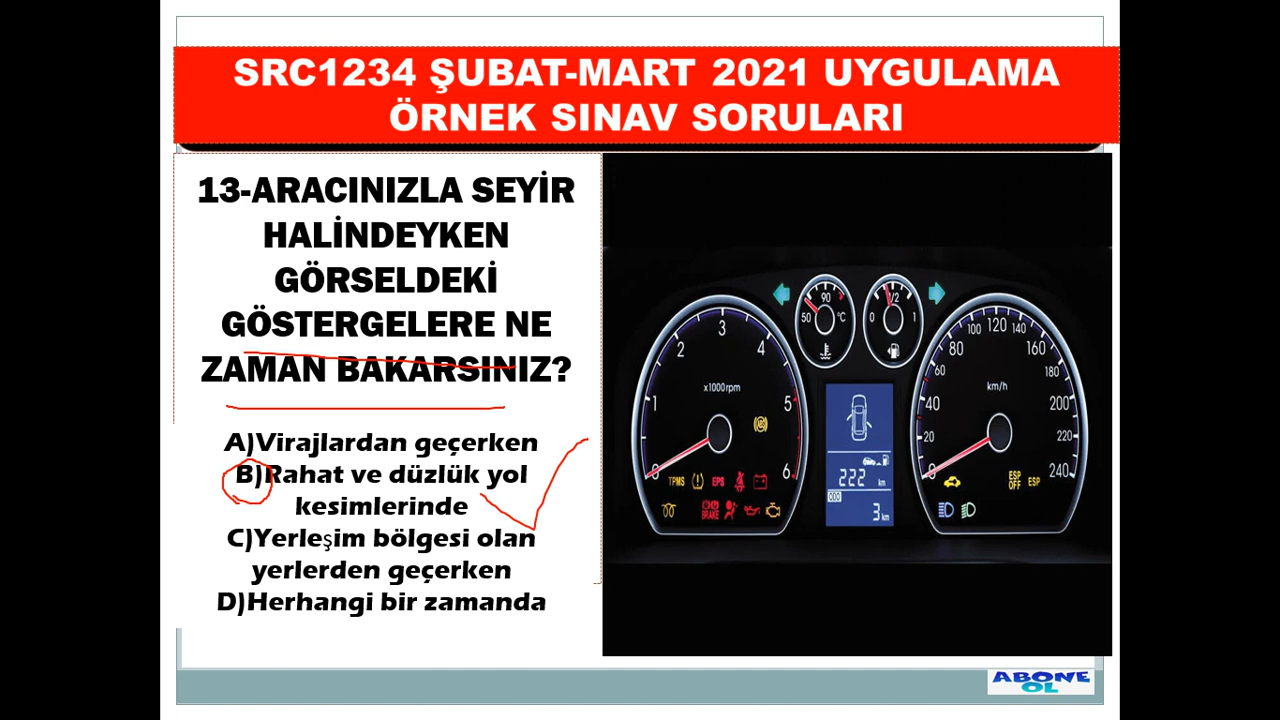 SRC1234 ŞUBAT-MART 2021 UYGULAMA
ÖRNEK SINAV SORULARI
13-ARACINIZLA SEYİR
HALİNDEYKEN
GÖRSELDEKİ
GÖSTERGELERE NE
ZAMAN BAKARSINIZ?
A)Virajlardan geçerken
B)Rahat ve düzlük yol
kesimlerinde
C)Yerleşim bölgesi olan
yerlerden geçerken
D)Herhangi bir zamanda
0 1 2 3 4 5 6
x1000rpm
TPMS EPS
BRAKE
50 90 °C
0 1/2 1
222 km
ODO
3 km
0 20 40 60 80 100 120 140 160 180 200 220 240
km/h
ESP OFF ESP
ABONE
OL